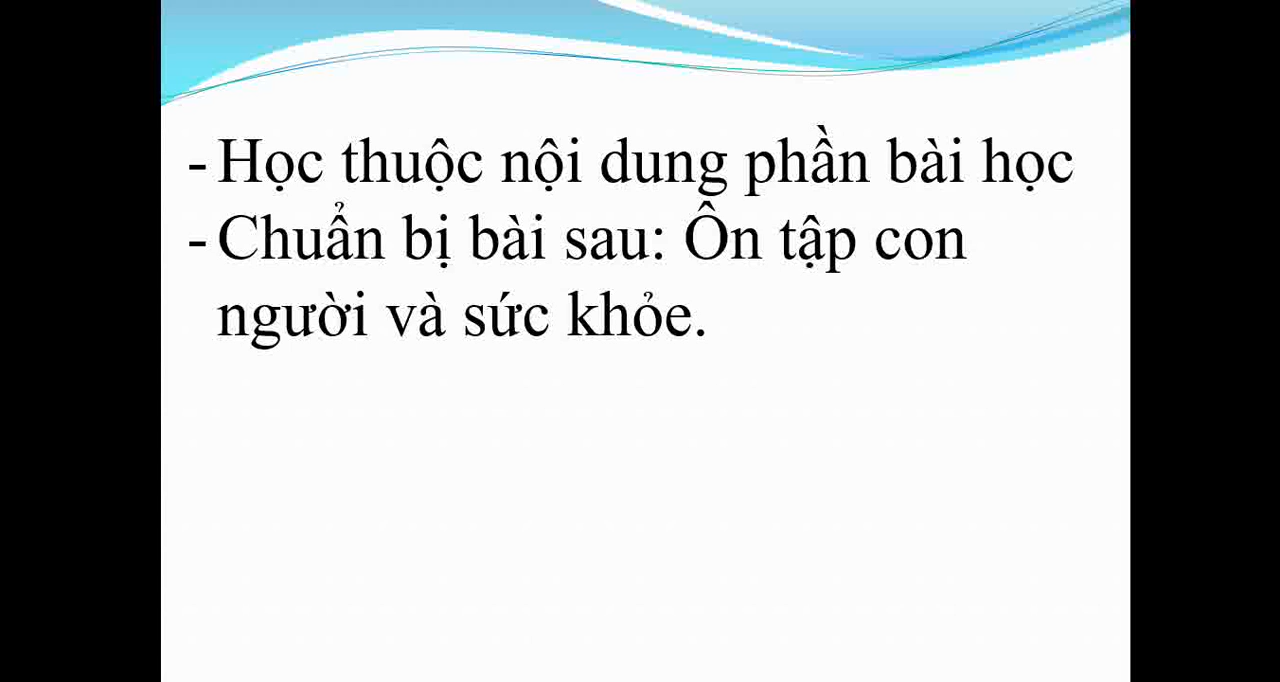 - Học thuộc nội dung phần bài học
- Chuẩn bị bài sau: Ôn tập con
người và sức khỏe.